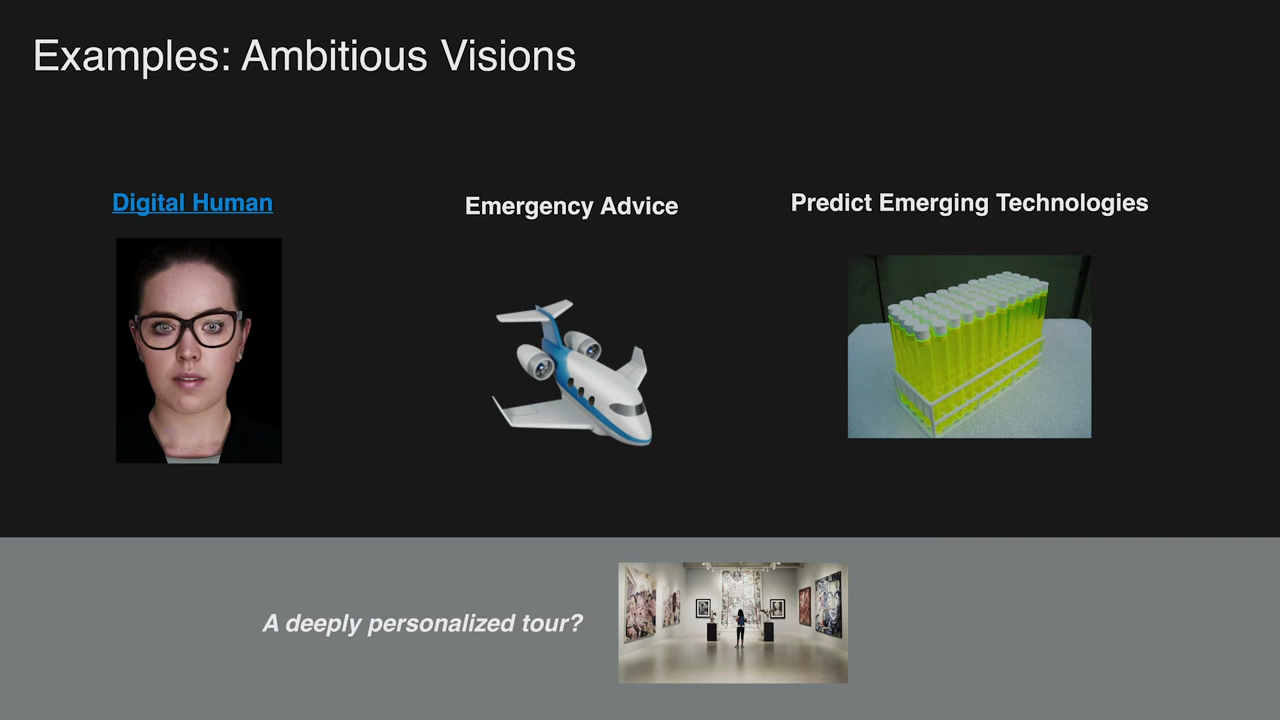 Examples: Ambitious Visions
Digital Human
Emergency Advice
Predict Emerging Technologies
A deeply personalized tour?